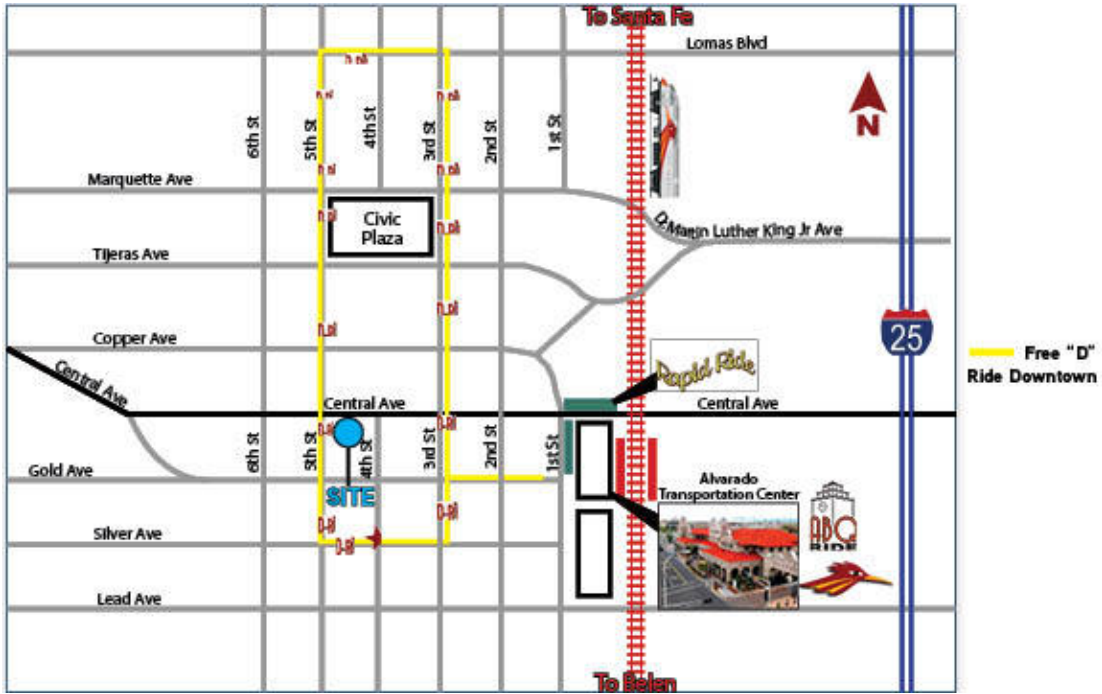 To Santa Fe
Lomas Blvd
N
6th St
5th St
4th St
3rd St
2nd St
1st St
Marquette Ave
Civic
Plaza
Dr. Martin Luther King Jr Ave
Tijeras Ave
25
Copper Ave
Free "D"
Ride Downtown
Rapid Ride
Central Ave
Central Ave
Central Ave
6th St
5th St
4th St
3rd St
2nd St
1st St
Gold Ave
SITE
Alvarado
Transportation Center
ABQ
RIDE
Silver Ave
D-Ri
D-Ri
D-Ri
Lead Ave
To Belen